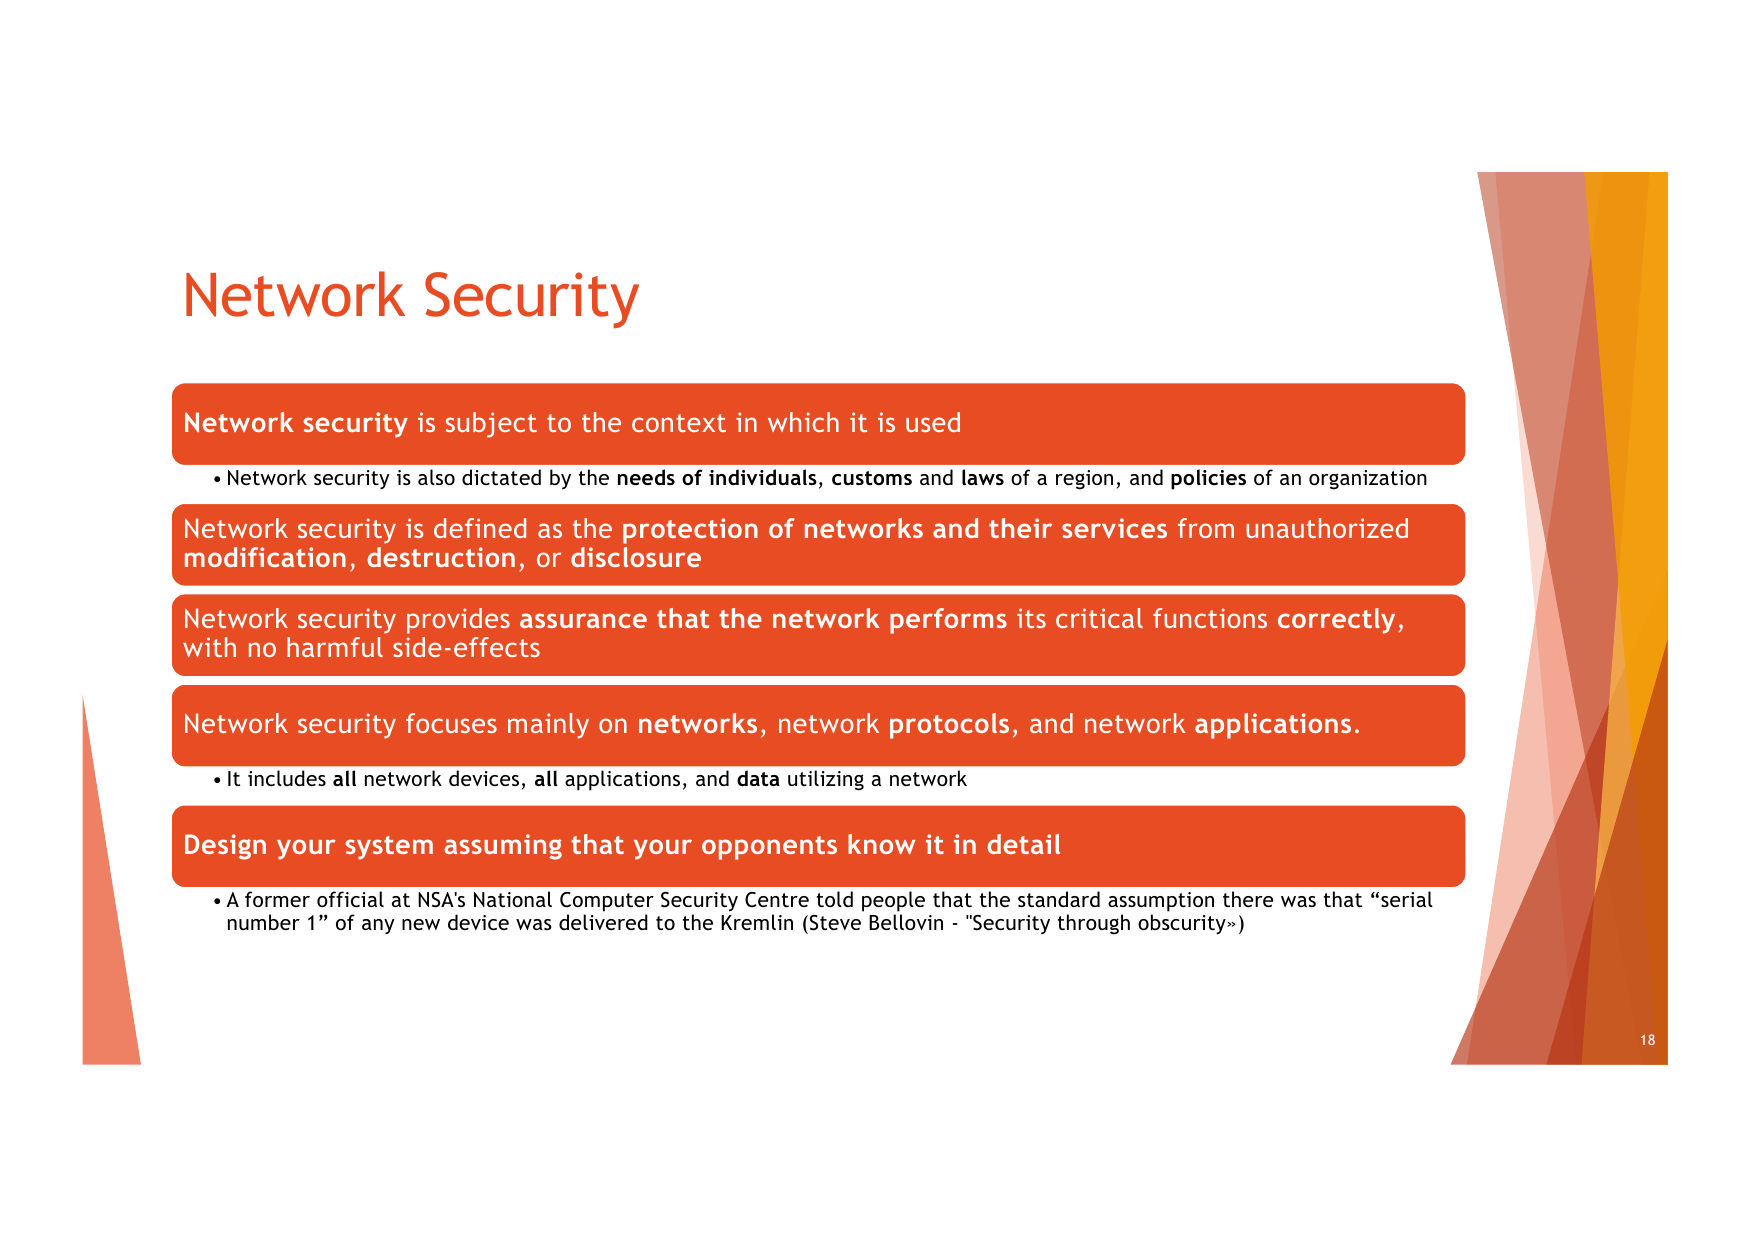 Network Security
Network security is subject to the context in which it is used
• Network security is also dictated by the needs of individuals, customs and laws of a region, and policies of an organization
Network security is defined as the protection of networks and their services from unauthorized
modification, destruction, or disclosure
Network security provides assurance that the network performs its critical functions correctly,
with no harmful side-effects
Network security focuses mainly on networks, network protocols, and network applications.
• It includes all network devices, all applications, and data utilizing a network
Design your system assuming that your opponents know it in detail
• A former official at NSA's National Computer Security Centre told people that the standard assumption there was that “serial
number 1” of any new device was delivered to the Kremlin (Steve Bellovin - "Security through obscurity»)
18